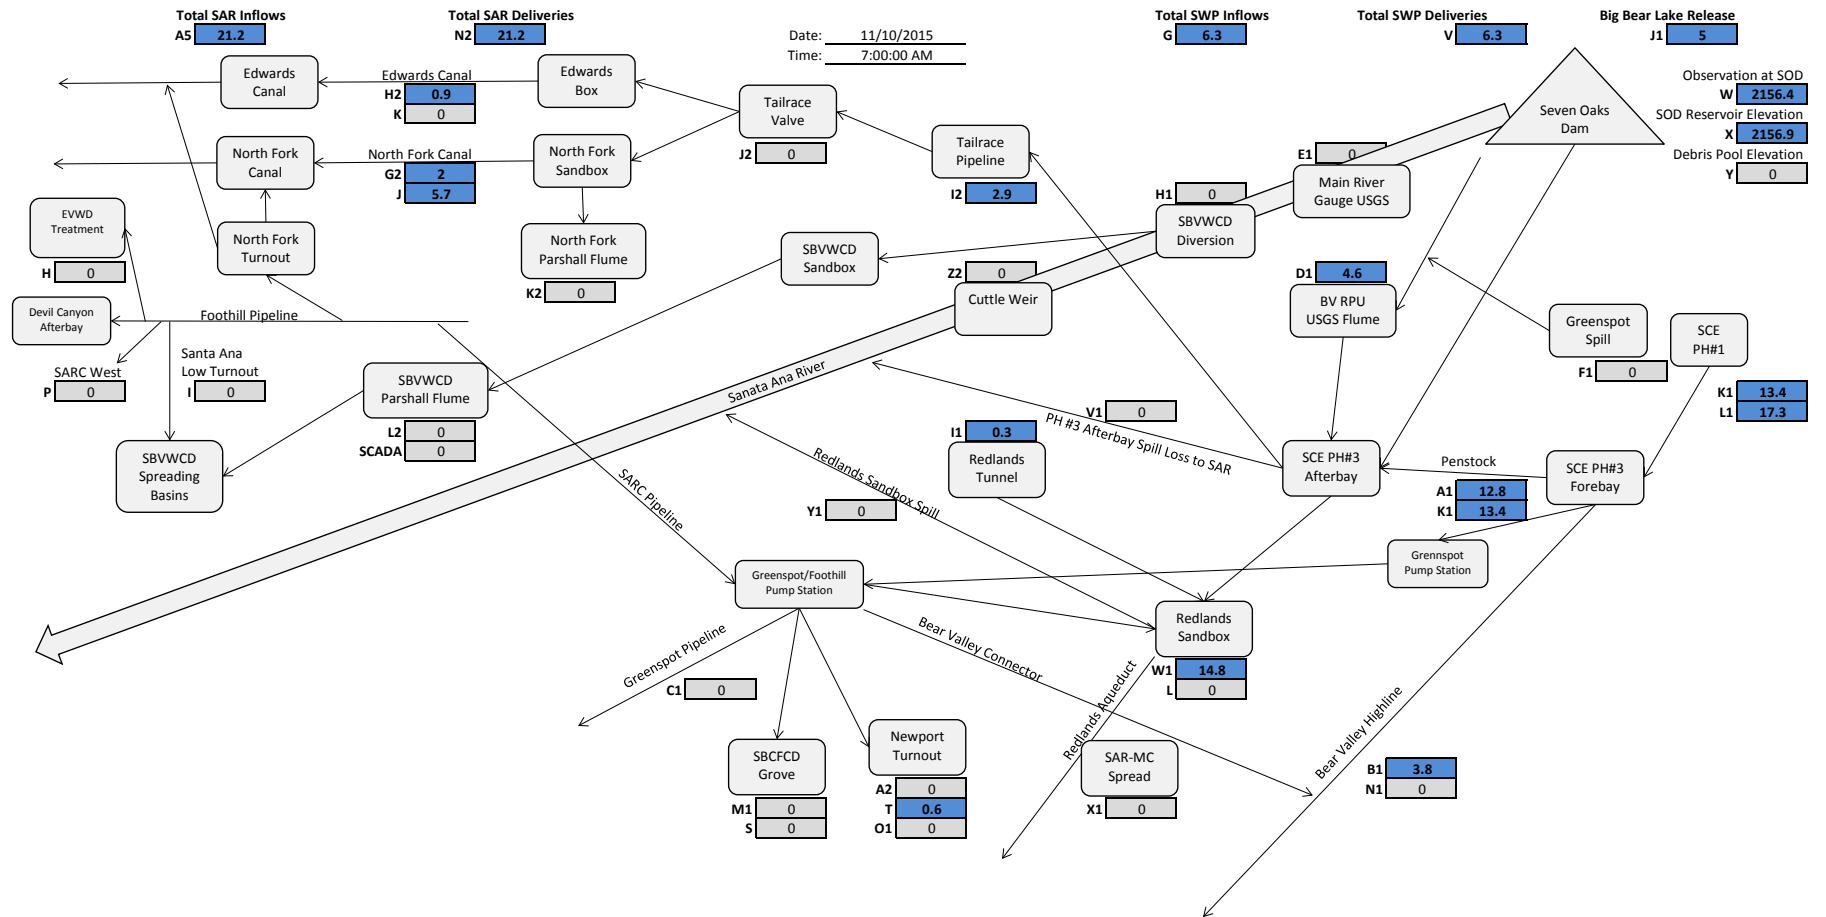 Total SAR Inflows
A5 21.2
Total SAR Deliveries
N2 21.2
Date: 11/10/2015
Time: 7:00:00 AM
Total SWP Inflows
G 6.3
Total SWP Deliveries
V 6.3
Big Bear Lake Release
J1 5
Observation at SOD
W 2156.4
SOD Reservoir Elevation
X 2156.9
Debris Pool Elevation
Y 0
Seven Oaks
Dam
Edwards
Canal
Edwards Canal
H2 0.9
K 0
Edwards
Box
Tailrace
Valve
J2 0
Tailrace
Pipeline
I2 2.9
E1 0
Main River
Gauge USGS
H1 0
SBVWCD
Diversion
North Fork
Canal
North Fork Canal
G2 2
J 5.7
North Fork
Sandbox
North Fork
Parshall Flume
K2 0
EVWD
Treatment
H 0
North Fork
Turnout
SBVWCD
Sandbox
Z2 0
Cuttle Weir
D1 4.6
BV RPU
USGS Flume
Greenspot
Spill
F1 0
SCE
PH#1
K1 13.4
L1 17.3
Devil Canyon
Afterbay
Foothill Pipeline
SARC West
P 0
Santa Ana
Low Turnout
I 0
SBVWCD
Parshall Flume
L2 0
SCADA 0
SBVWCD
Spreading
Basins
Sanata Ana River
V1 0
PH #3 Afterbay Spill Loss to SAR
I1 0.3
Redlands
Tunnel
Redlands Sandbox Spill
Y1 0
SARC Pipeline
SCE PH#3
Afterbay
Penstock
A1 12.8
K1 13.4
SCE PH#3
Forebay
Grennspot
Pump Station
Greenspot/Foothill
Pump Station
Redlands
Sandbox
W1 14.8
L 0
Greenspot Pipeline
C1 0
Bear Valley Connector
Redlands Aqueduct
Bear Valley Highline
SBCFCD
Grove
M1 0
S 0
Newport
Turnout
A2 0
T 0.6
O1 0
SAR-MC
Spread
X1 0
B1 3.8
N1 0